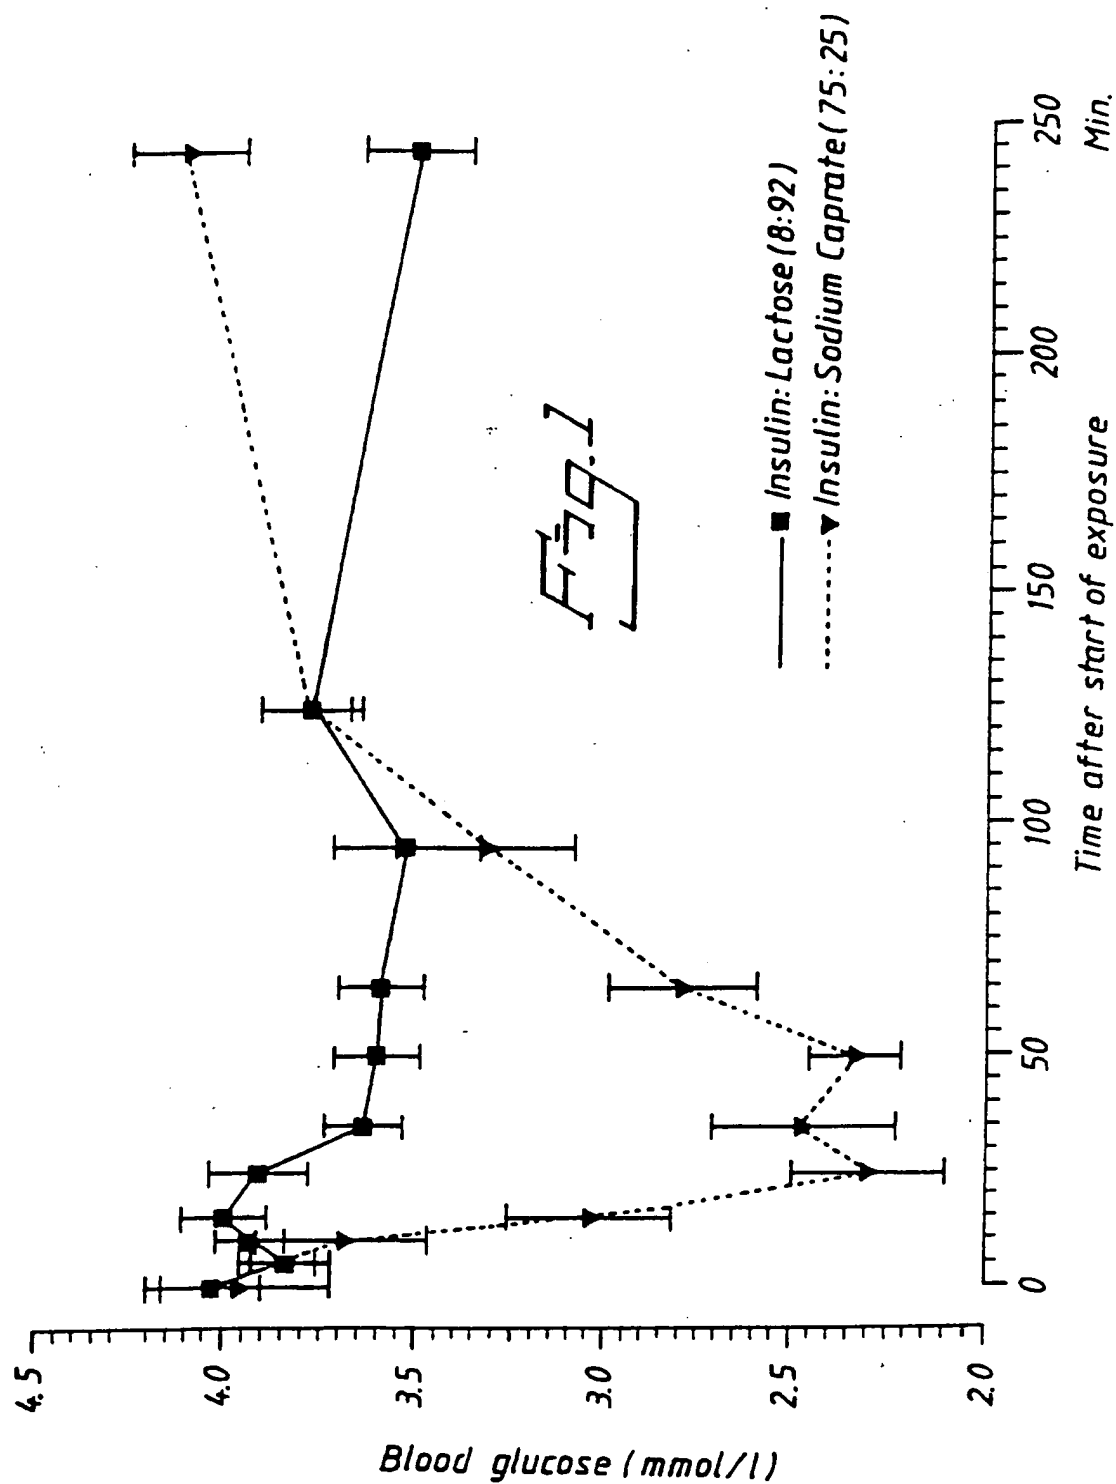 Blood glucose (mmol/l)
4.5
4.0
3.5
3.0
2.5
2.0
Fig. 1
Insulin: Lactose (8:92)
Insulin: Sodium Caprate (75:25)
0
50
100
150
200
250
Time after start of exposure
Min.